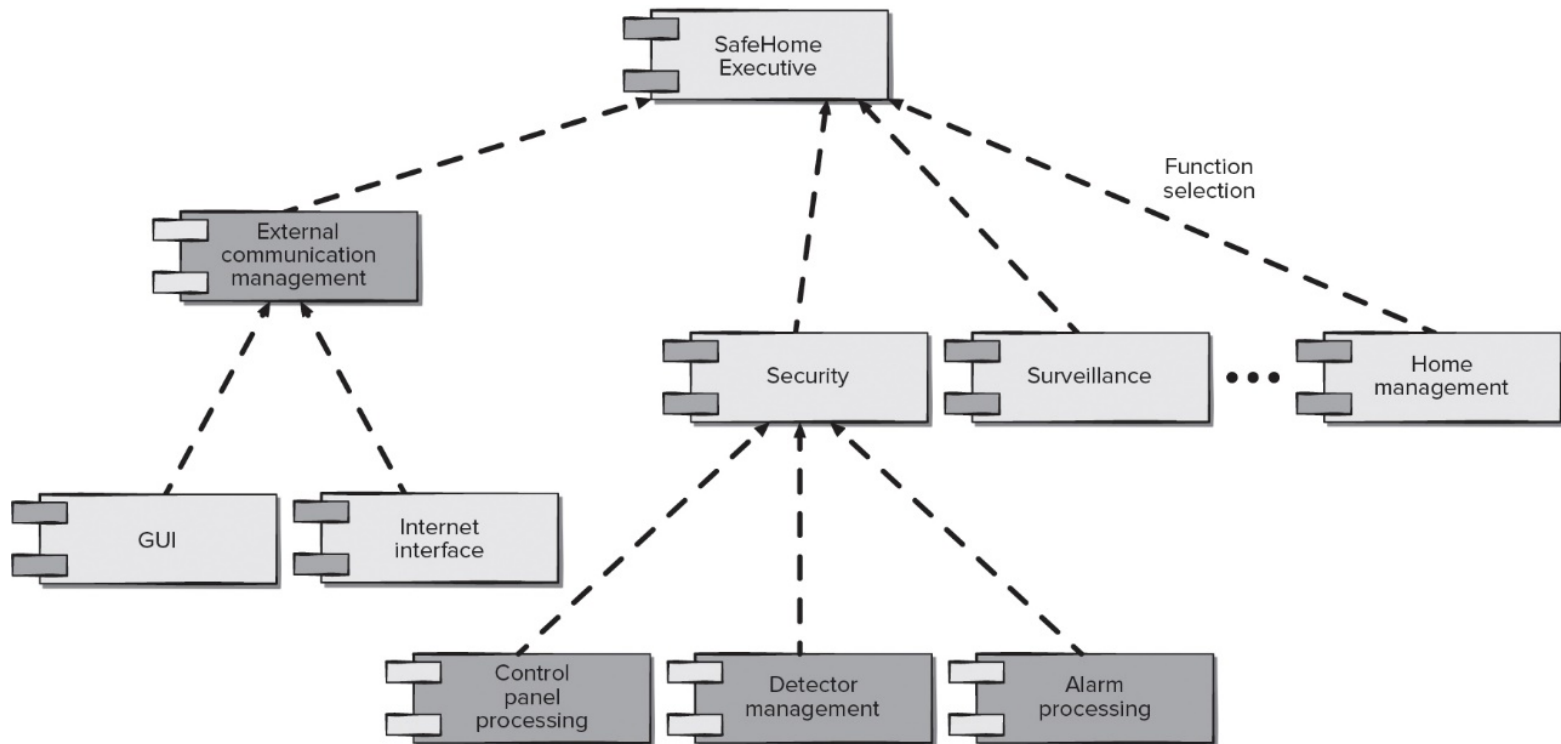 SafeHome
Executive
Function
selection
External
communication
management
Security
Surveillance
Home
management
GUI
Internet
interface
Control
panel
processing
Detector
management
Alarm
processing